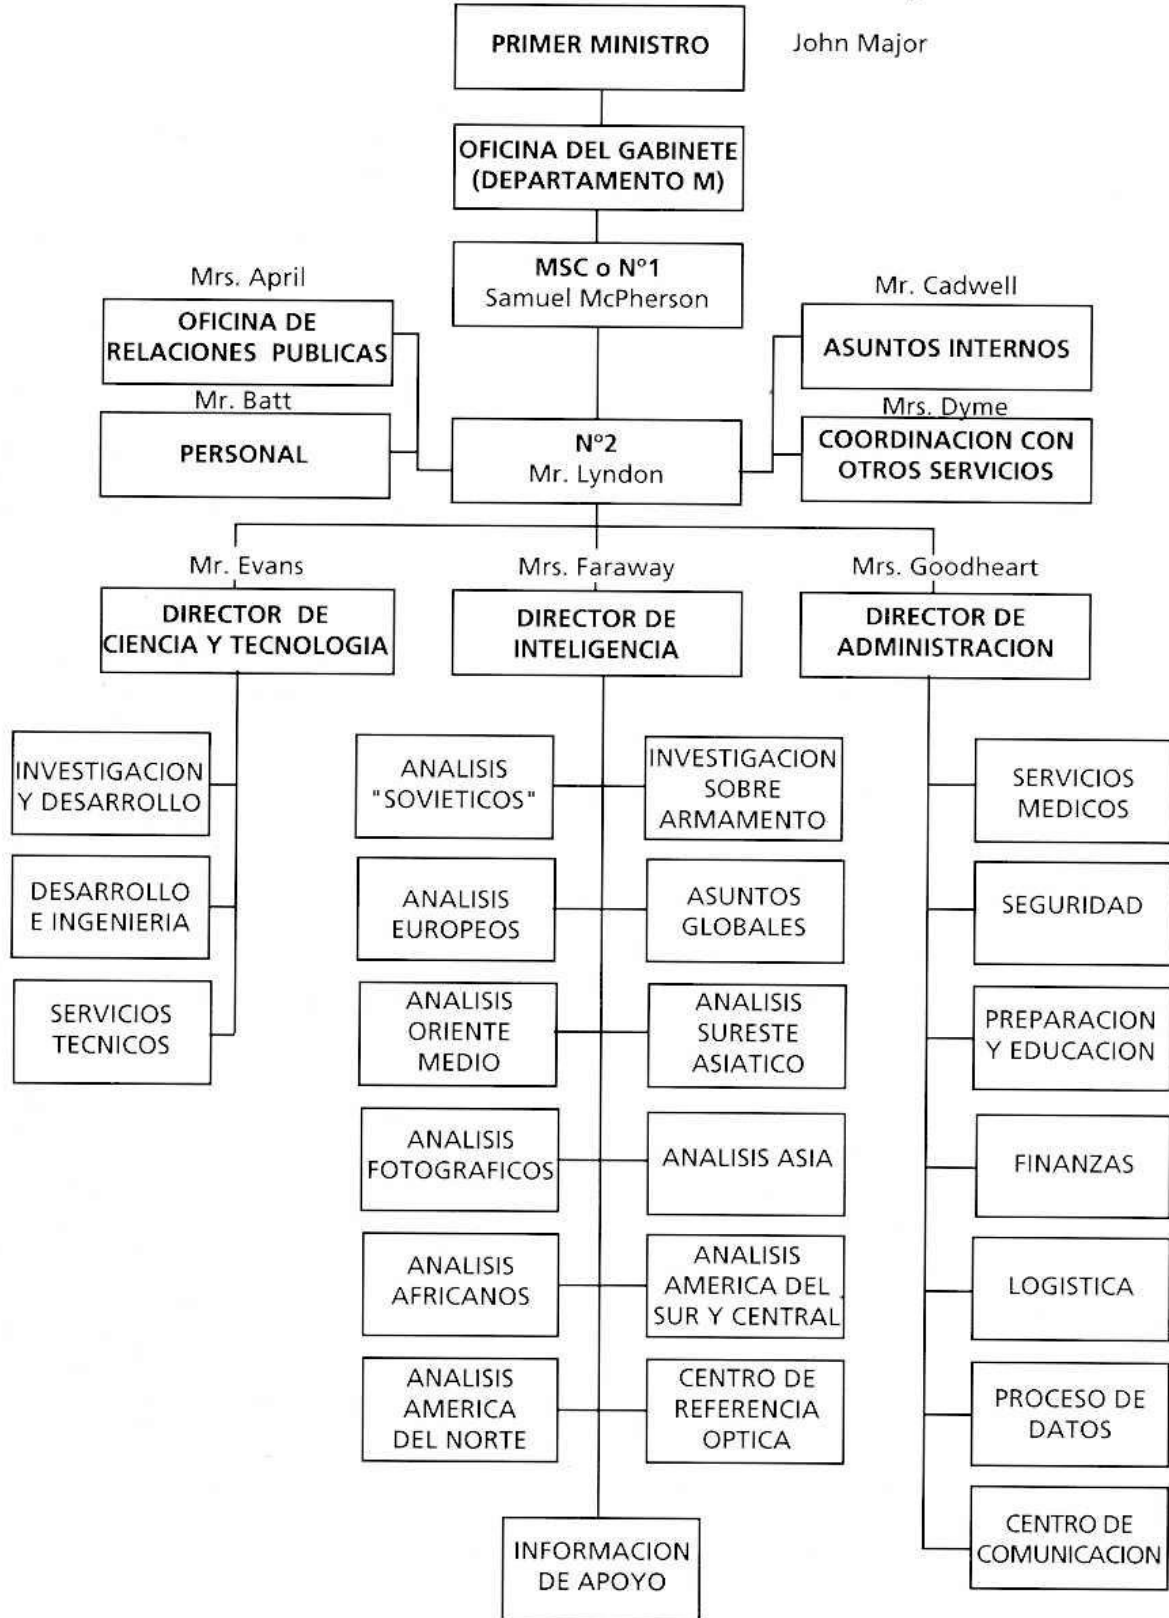 PRIMER MINISTRO
John Major
OFICINA DEL GABINETE
(DEPARTAMENTO M)
MSC o Nº1
Samuel McPherson
Mrs. April
OFICINA DE
RELACIONES PUBLICAS
Mr. Batt
PERSONAL
Mr. Cadwell
ASUNTOS INTERNOS
Mrs. Dyme
COORDINACION CON
OTROS SERVICIOS
Nº2
Mr. Lyndon
Mr. Evans
DIRECTOR DE
CIENCIA Y TECNOLOGIA
Mrs. Faraway
DIRECTOR DE
INTELIGENCIA
Mrs. Goodheart
DIRECTOR DE
ADMINISTRACION
INVESTIGACION
Y DESARROLLO
DESARROLLO
E INGENIERIA
SERVICIOS
TECNICOS
ANALISIS
"SOVIETICOS"
INVESTIGACION
SOBRE
ARMAMENTO
ANALISIS
EUROPEOS
ASUNTOS
GLOBALES
ANALISIS
ORIENTE
MEDIO
ANALISIS
SURESTE
ASIATICO
ANALISIS
FOTOGRAFICOS
ANALISIS ASIA
ANALISIS
AFRICANOS
ANALISIS
AMERICA DEL
SUR Y CENTRAL
ANALISIS
AMERICA
DEL NORTE
CENTRO DE
REFERENCIA
OPTICA
INFORMACION
DE APOYO
SERVICIOS
MEDICOS
SEGURIDAD
PREPARACION
Y EDUCACION
FINANZAS
LOGISTICA
PROCESO DE
DATOS
CENTRO DE
COMUNICACION